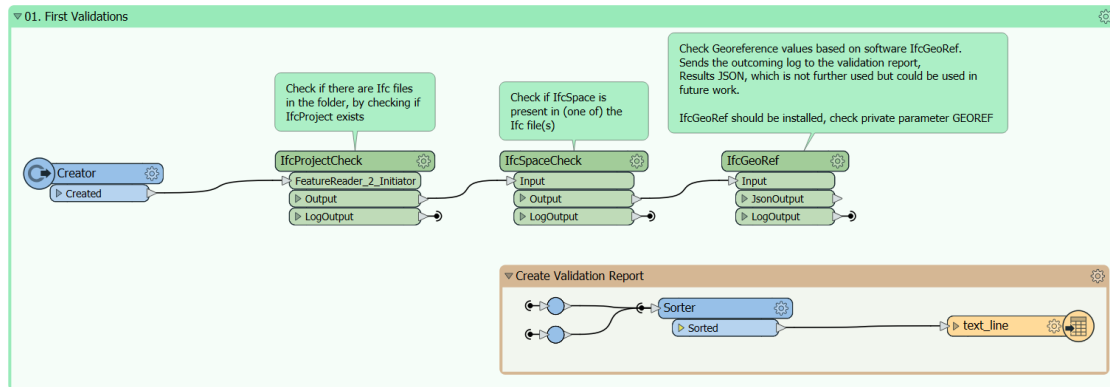 01. First Validations
Check Georeference values based on software IfcGeoRef.
Sends the outcoming log to the validation report,
Results JSON, which is not further used but could be used in
future work.
IfcGeoRef should be installed, check private parameter GEOREF
Check if there are Ifc files
in the folder, by checking if
IfcProject exists
Check if IfcSpace is
present in (one of) the
Ifc file(s)
Creator
Created
IfcProjectCheck
FeatureReader_2_Initiator
Output
LogOutput
IfcSpaceCheck
Input
Output
LogOutput
IfcGeoRef
Input
JsonOutput
LogOutput
Create Validation Report
Sorter
Sorted
text_line